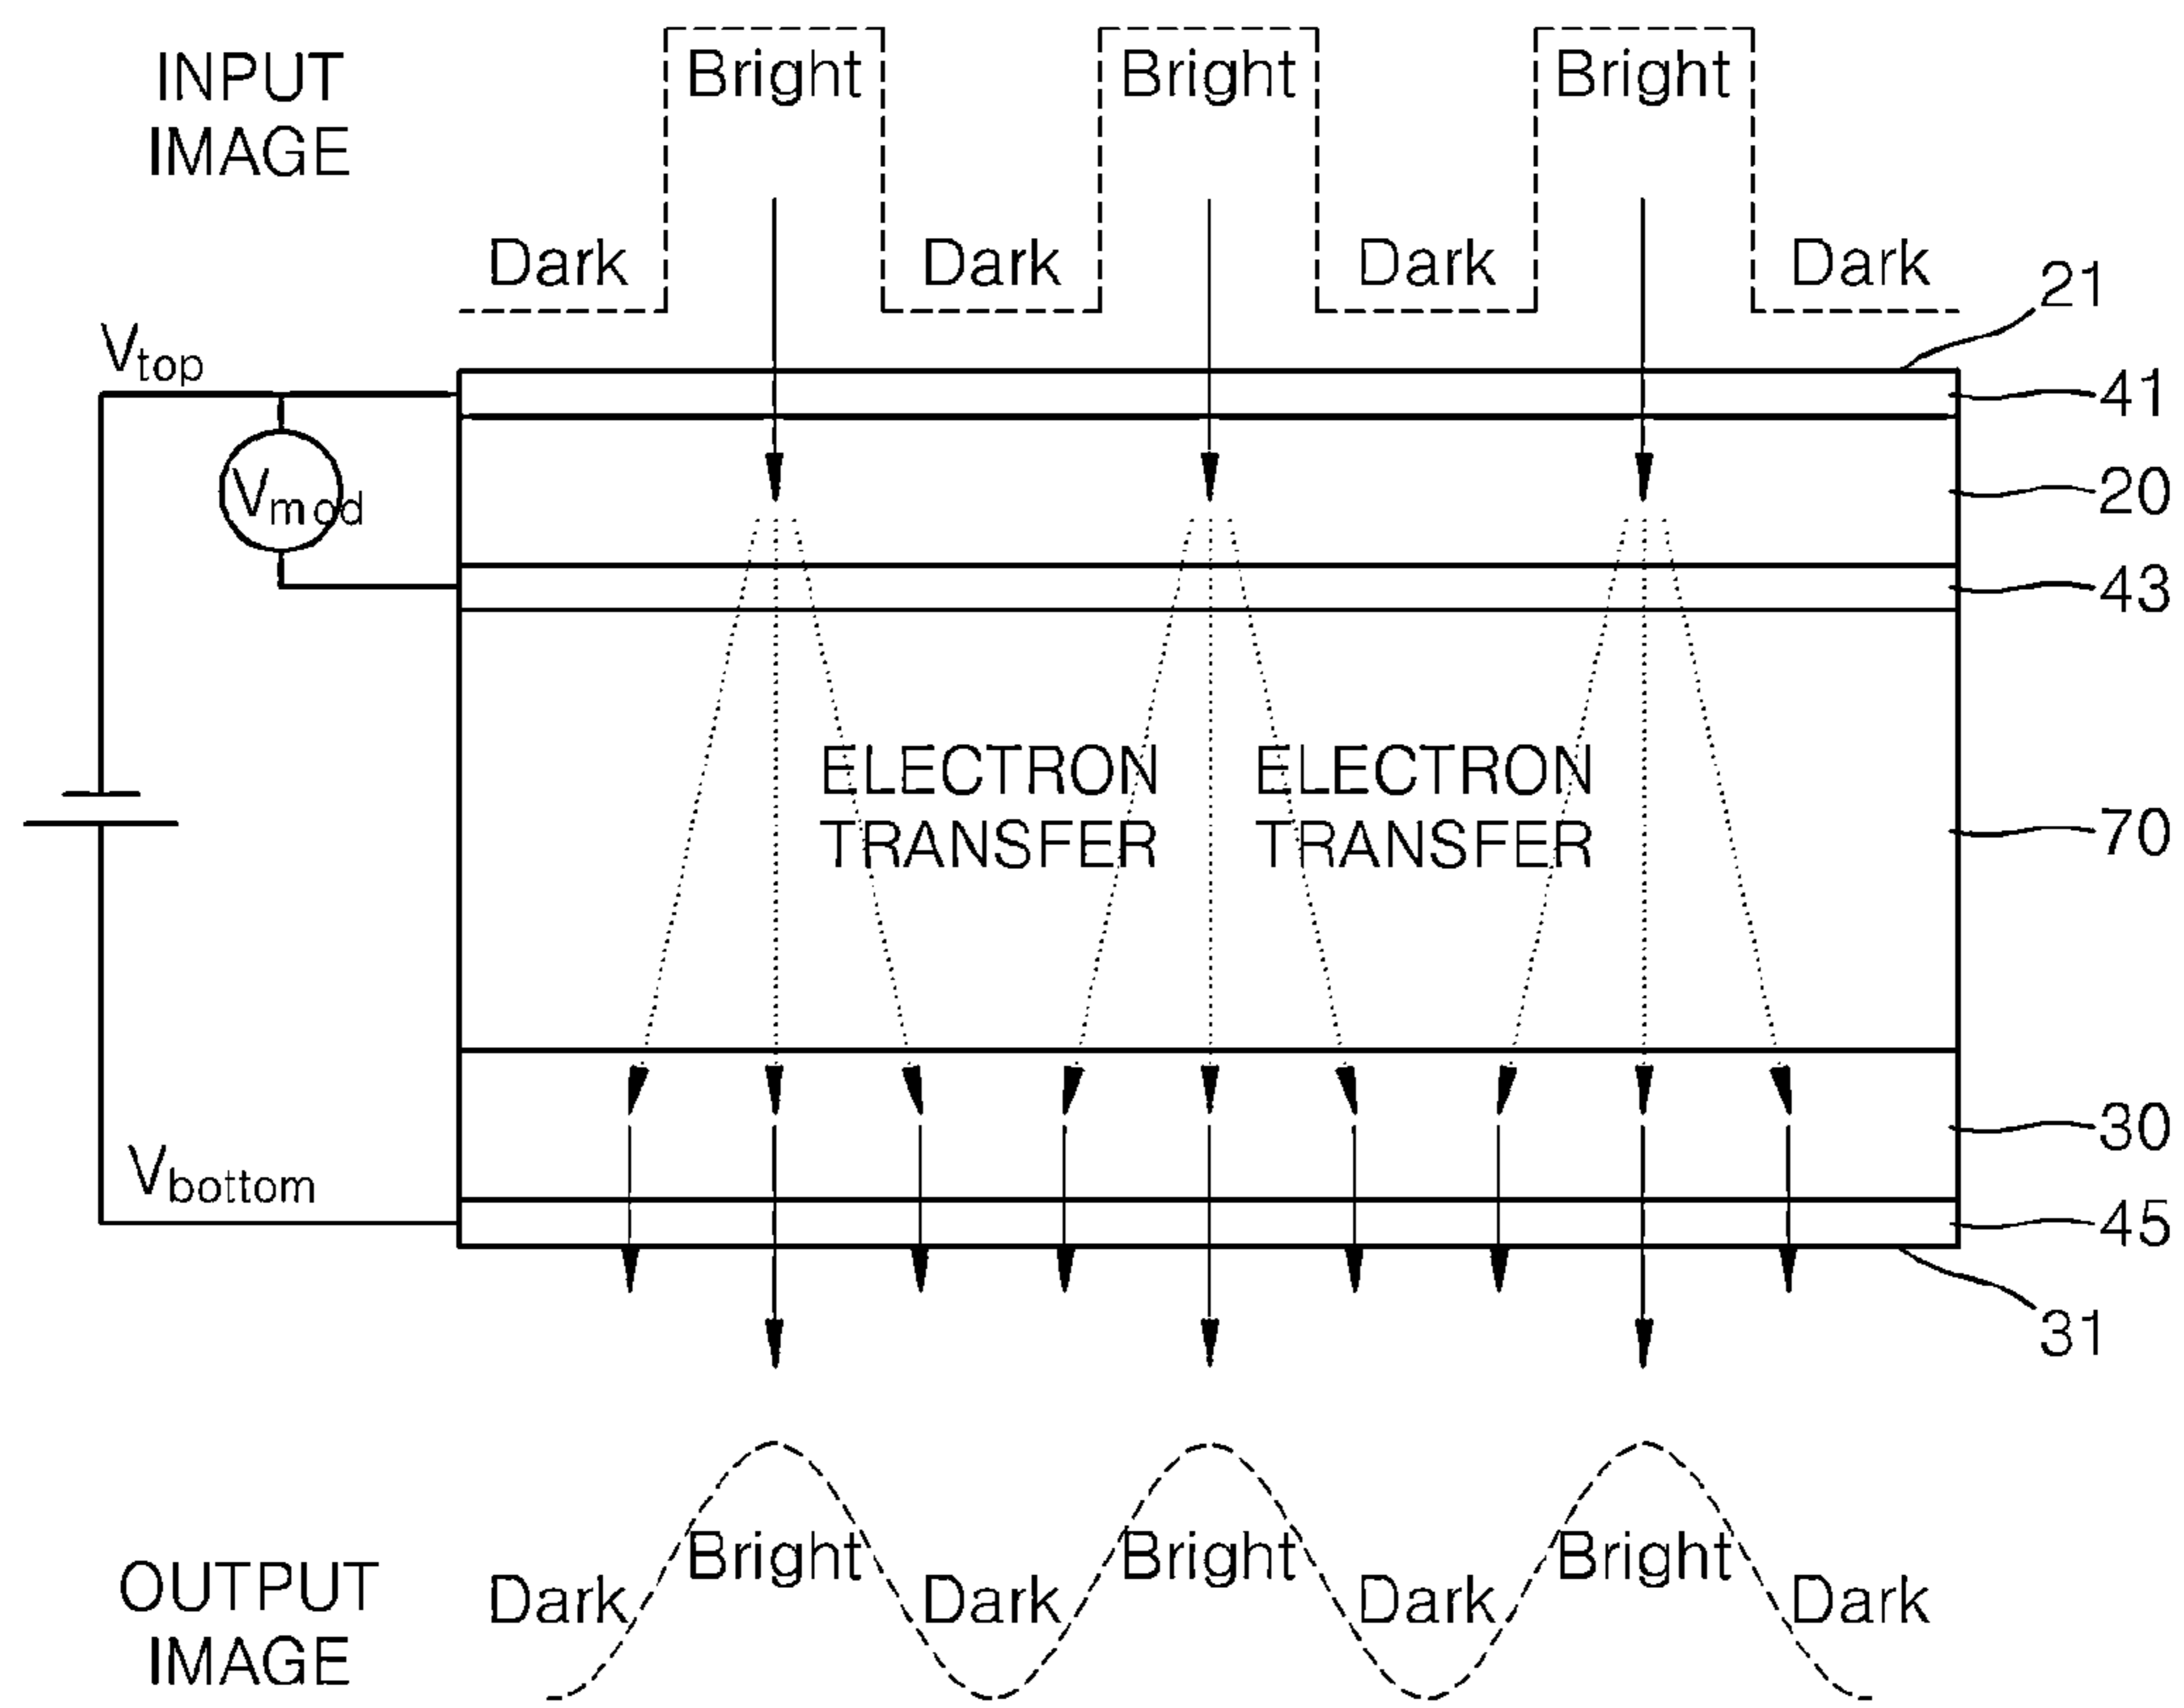 INPUT
IMAGE
Bright Bright Bright
Dark Dark Dark Dark
21
Vtop
41
Vmod
20
43
ELECTRON ELECTRON
TRANSFER TRANSFER
70
30
Vbottom
45
31
OUTPUT
IMAGE
Bright Bright Bright
Dark Dark Dark Dark